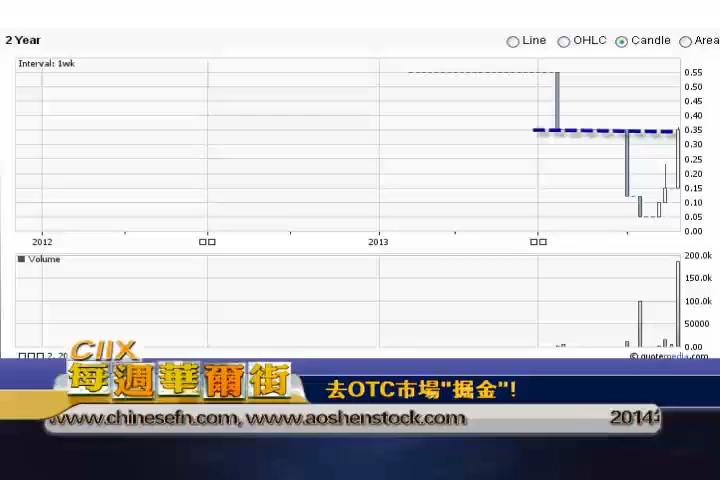 2 Year
Line OHLC Candle Area
Interval: 1wk
0.55
0.50
0.45
0.40
0.35
0.30
0.25
0.20
0.15
0.10
0.05
0.00
2012 2013
Volume
200.0k
150.0k
100.0k
50000
0.00
© quotemedia.com
CIIX
每週華爾街
去OTC市場"掘金"!
www.chinesefn.com, www.aoshenstock.com
2014